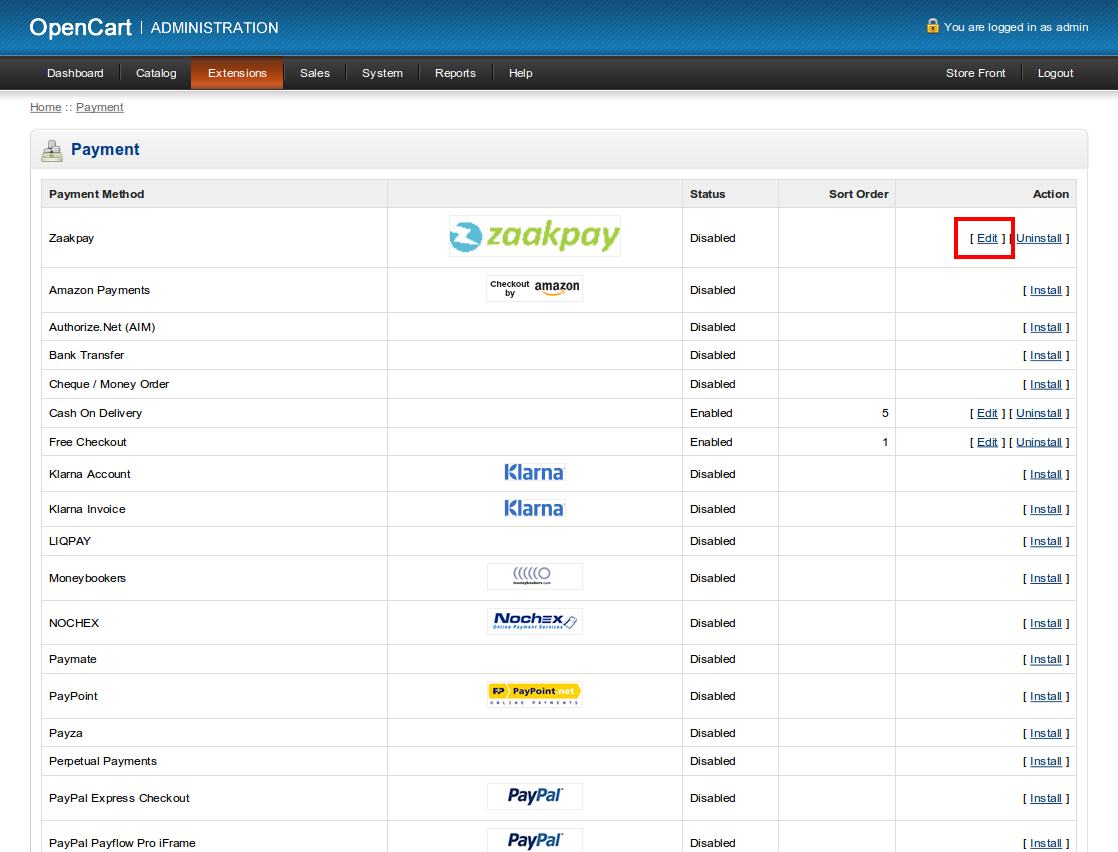 OpenCart | ADMINISTRATION
You are logged in as admin
Dashboard Catalog Extensions Sales System Reports Help Store Front Logout
Home :: Payment
Payment
Payment Method Status Sort Order Action
Zaakpay zaakpay Disabled [ Edit ] [ Uninstall ]
Amazon Payments Checkout by amazon Disabled [ Install ]
Authorize.Net (AIM) Disabled [ Install ]
Bank Transfer Disabled [ Install ]
Cheque / Money Order Disabled [ Install ]
Cash On Delivery Enabled 5 [ Edit ] [ Uninstall ]
Free Checkout Enabled 1 [ Edit ] [ Uninstall ]
Klarna Account Klarna Disabled [ Install ]
Klarna Invoice Klarna Disabled [ Install ]
LIQPAY Disabled [ Install ]
Moneybookers moneybookers.com Disabled [ Install ]
NOCHEX Nochex Online Payment Services Disabled [ Install ]
Paymate Disabled [ Install ]
PayPoint PP PayPoint.net ONLINE PAYMENTS Disabled [ Install ]
Payza Disabled [ Install ]
Perpetual Payments Disabled [ Install ]
PayPal Express Checkout PayPal Disabled [ Install ]
PayPal Payflow Pro iFrame PayPal Disabled [ Install ]